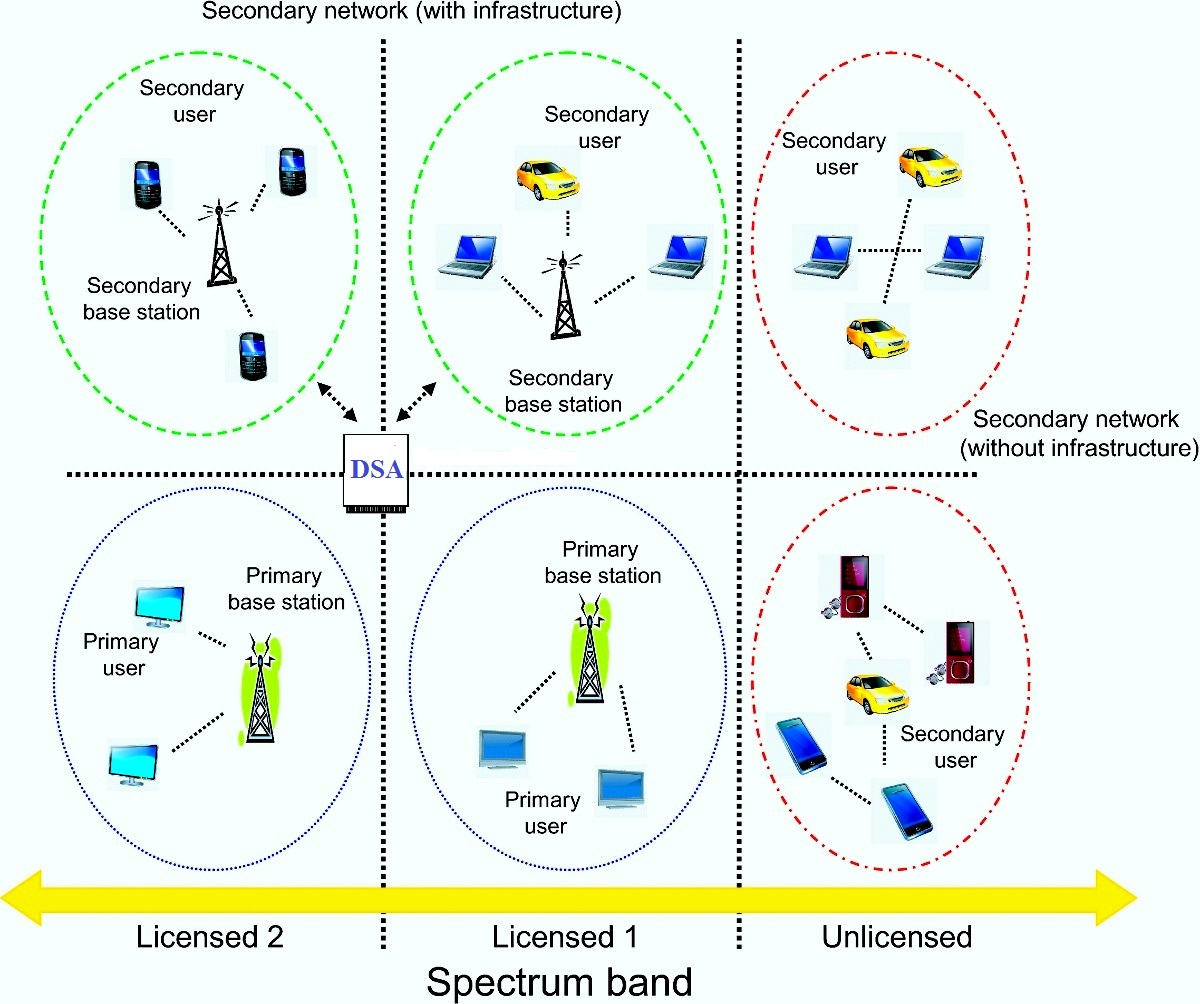 Secondary network (with infrastructure)
Secondary
user
Secondary
base station
Secondary
user
Secondary
base station
Secondary
user
Secondary network
(without infrastructure)
DSA
Primary
base station
Primary
user
Primary
base station
Primary
user
Secondary
user
Licensed 2
Licensed 1
Unlicensed
Spectrum band